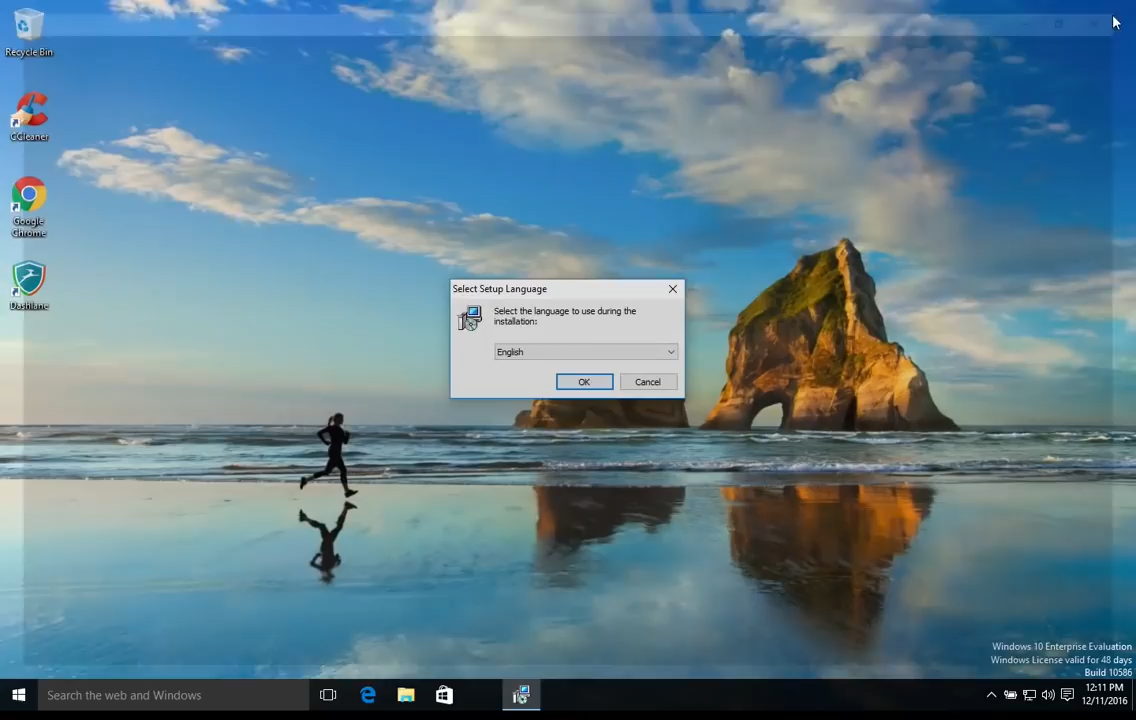 Recycle Bin
CCleaner
Google
Chrome
Dashlane
Select Setup Language
Select the language to use during the
installation:
English
OK
Cancel
Windows 10 Enterprise Evaluation
Windows License valid for 48 days
Build 10586
Search the web and Windows
12:11 PM
12/11/2016